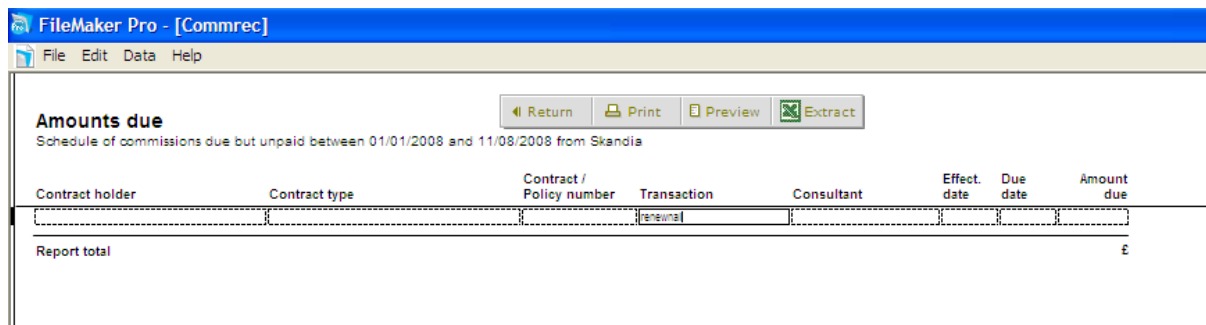 FileMaker Pro - [Commrec]
File Edit Data Help
Return Print Preview Extract
Amounts due
Schedule of commissions due but unpaid between 01/01/2008 and 11/08/2008 from Skandia
Contract holder Contract type Contract / Policy number Transaction Consultant Effect. date Due date Amount due
renewnal
Report total £